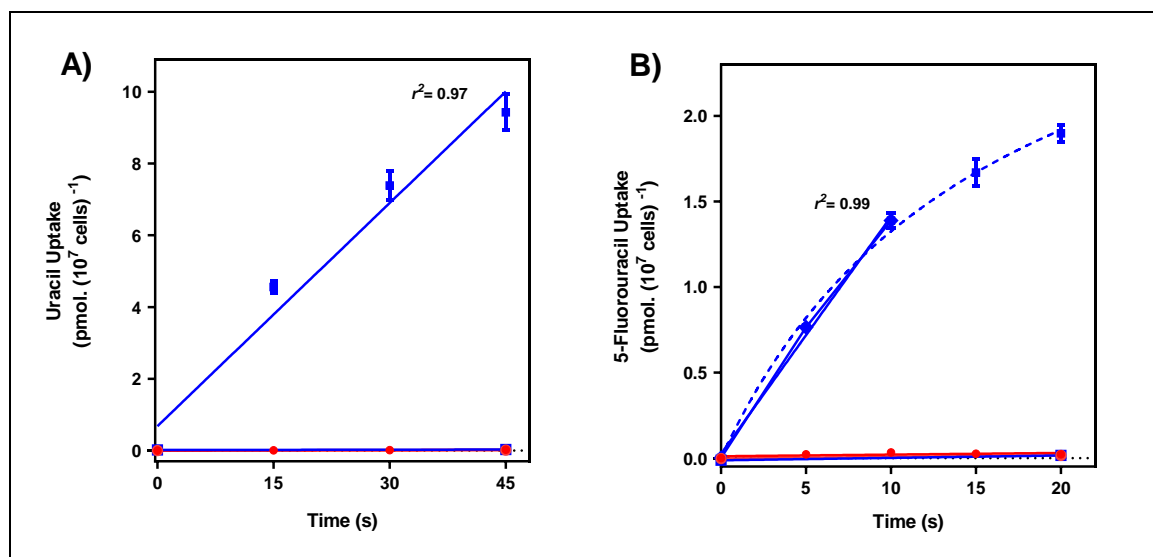 A)
r²= 0.97
Uracil Uptake
(pmol. (10⁷ cells) ⁻¹
10
8
6
4
2
0
0 15 30 45
Time (s)
B)
r²= 0.99
5-Fluorouracil Uptake
(pmol. (10⁷ cells) ⁻¹
2.0
1.5
1.0
0.5
0.0
0 5 10 15 20
Time (s)